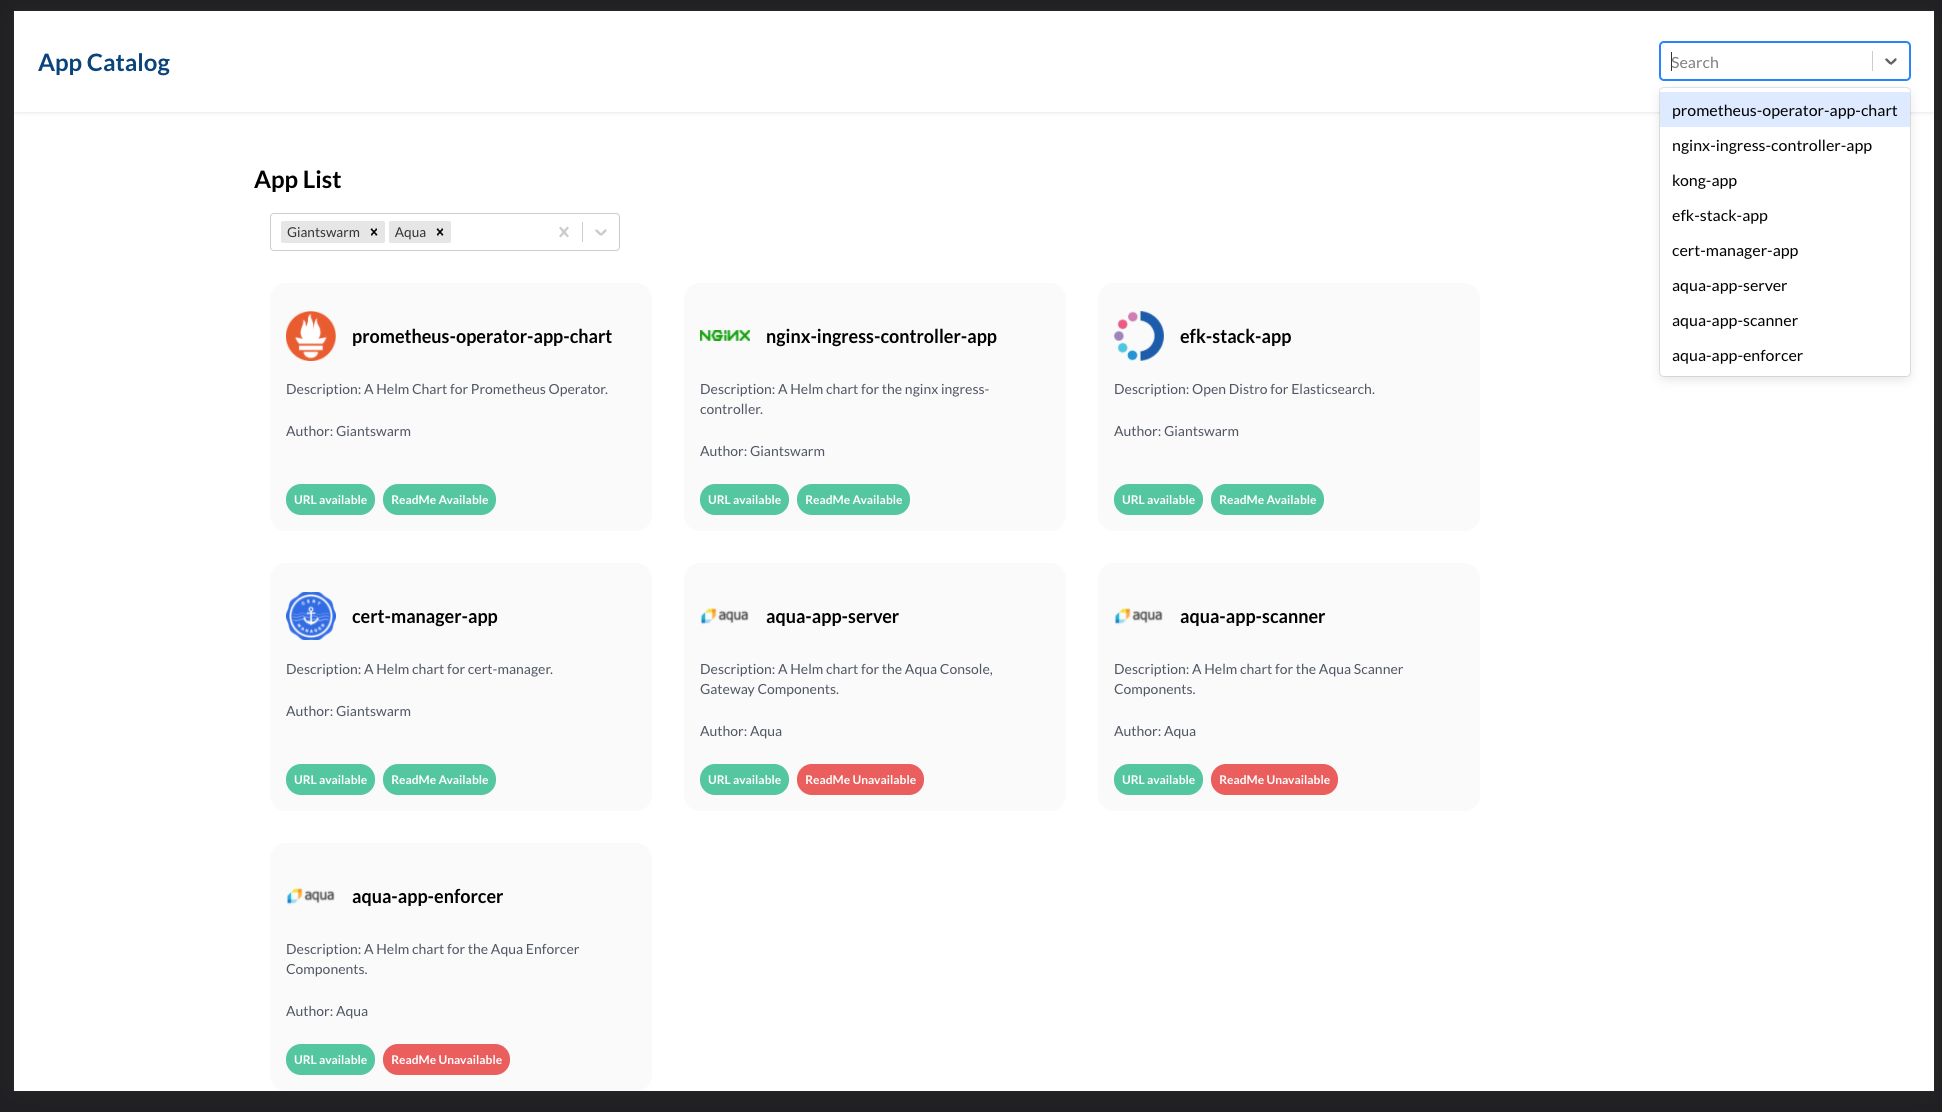 App Catalog
Search
prometheus-operator-app-chart
nginx-ingress-controller-app
kong-app
efk-stack-app
cert-manager-app
aqua-app-server
aqua-app-scanner
aqua-app-enforcer
App List
Giantswarm
Aqua
prometheus-operator-app-chart
Description: A Helm Chart for Prometheus Operator.
Author: Giantswarm
URL available
ReadMe Available
NGINX
nginx-ingress-controller-app
Description: A Helm chart for the nginx ingress-
controller.
Author: Giantswarm
URL available
ReadMe Available
efk-stack-app
Description: Open Distro for Elasticsearch.
Author: Giantswarm
URL available
ReadMe Available
CERT
MANAGER
cert-manager-app
Description: A Helm chart for cert-manager.
Author: Giantswarm
URL available
ReadMe Available
aqua
aqua-app-server
Description: A Helm chart for the Aqua Console,
Gateway Components.
Author: Aqua
URL available
ReadMe Unavailable
aqua
aqua-app-scanner
Description: A Helm chart for the Aqua Scanner
Components.
Author: Aqua
URL available
ReadMe Unavailable
aqua
aqua-app-enforcer
Description: A Helm chart for the Aqua Enforcer
Components.
Author: Aqua
URL available
ReadMe Unavailable